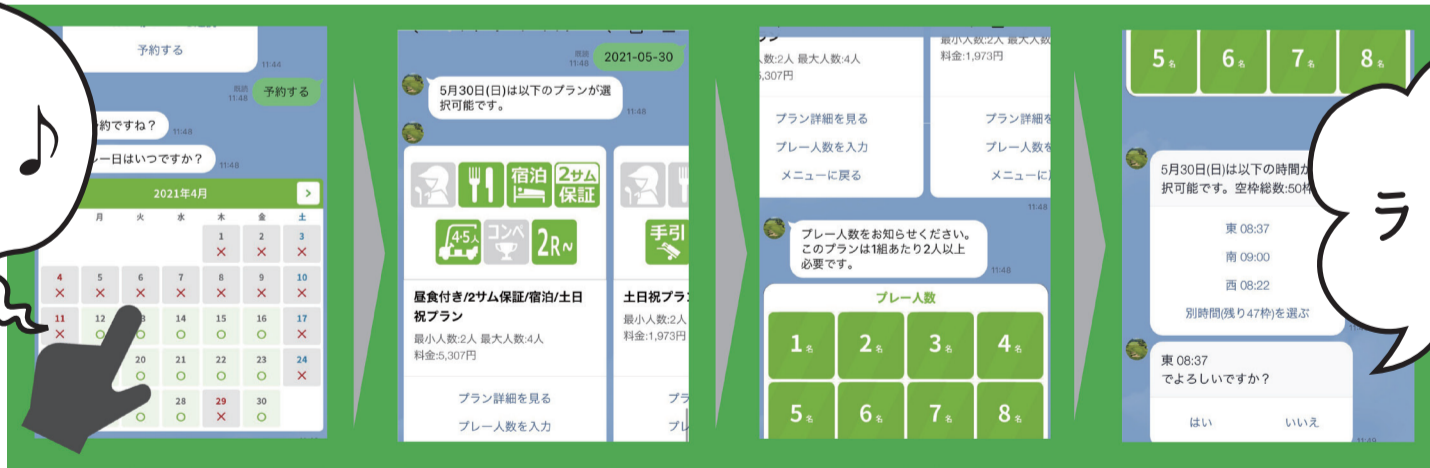 ♪
予約する
11:44
既読
11:48
予約する
約ですね？
11:48
レー日はいつですか？
11:48
2021年4月
>
月 火 水 木 金 土
1 2 3
× × ×
4 5 6 7 8 9 10
× × × × × × ×
11 12 14 15 16 17
× ○ ○ ○ ○ ○ ×
20 21 22 23 24
○ ○ ○ ○ ×
28 29 30
○ ○ × ○
既読
11:48
2021-05-30
5月30日(日)は以下のプランが選
択可能です。
11:48
宿泊
2サム
保証
4·5人
コンペ
2R～
手引
昼食付き/2サム保証/宿泊/土日
祝プラン
最小人数:2人 最大人数:4人
料金:5,307円
プラン詳細を見る
プレー人数を入力
土日祝プラ
最小人数:2人
料金:1,973円
プラ
プレ
人数:2人 最大人数:4人
5,307円
プラン詳細を見る
プレー人数を入力
メニューに戻る
最小人数:2人 最大人数
料金:1,973円
プラン詳細を
プレー人数を
メニューに
11:48
プレー人数をお知らせください。
このプランは1組あたり2人以上
必要です。
11:48
プレー人数
1名 2名 3名 4名
5名 6名 7名 8名
5名 6名 7名 8名
5月30日(日)は以下の時間が
択可能です。空枠総数:50枠
東 08:37
南 09:00
西 08:22
別時間(残り47枠)を選ぶ
東 08:37
でよろしいですか？
はい いいえ
11:48
ラ